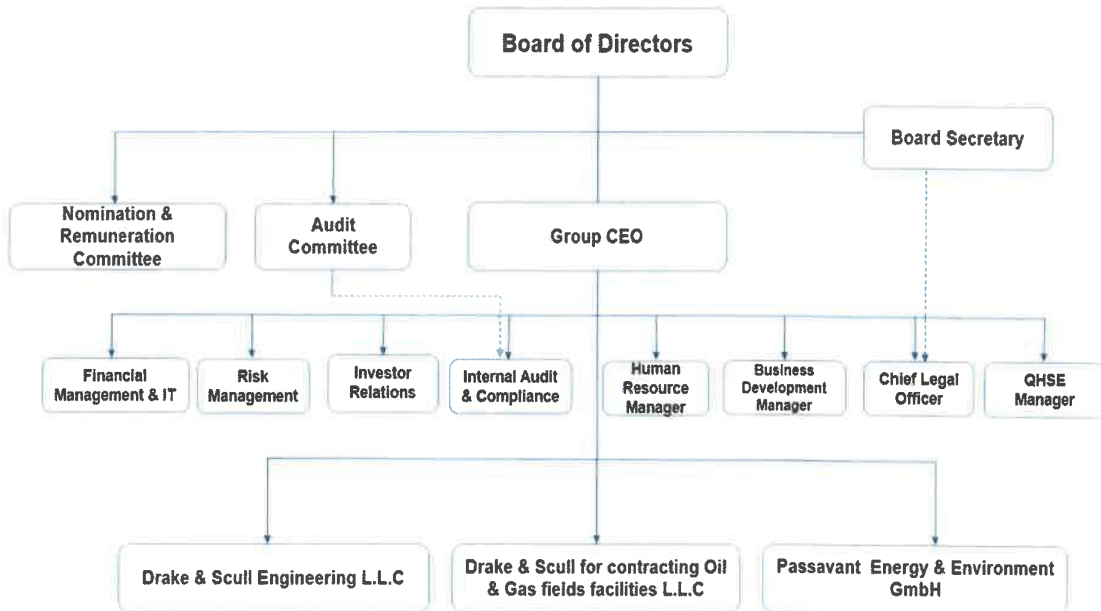 Board of Directors
Board Secretary
Nomination &
Remuneration
Committee
Audit
Committee
Group CEO
Financial
Management & IT
Risk
Management
Investor
Relations
Internal Audit
& Compliance
Human
Resource
Manager
Business
Development
Manager
Chief Legal
Officer
QHSE
Manager
Drake & Scull Engineering L.L.C
Drake & Scull for contracting Oil
& Gas fields facilities L.L.C
Passavant Energy & Environment
GmbH